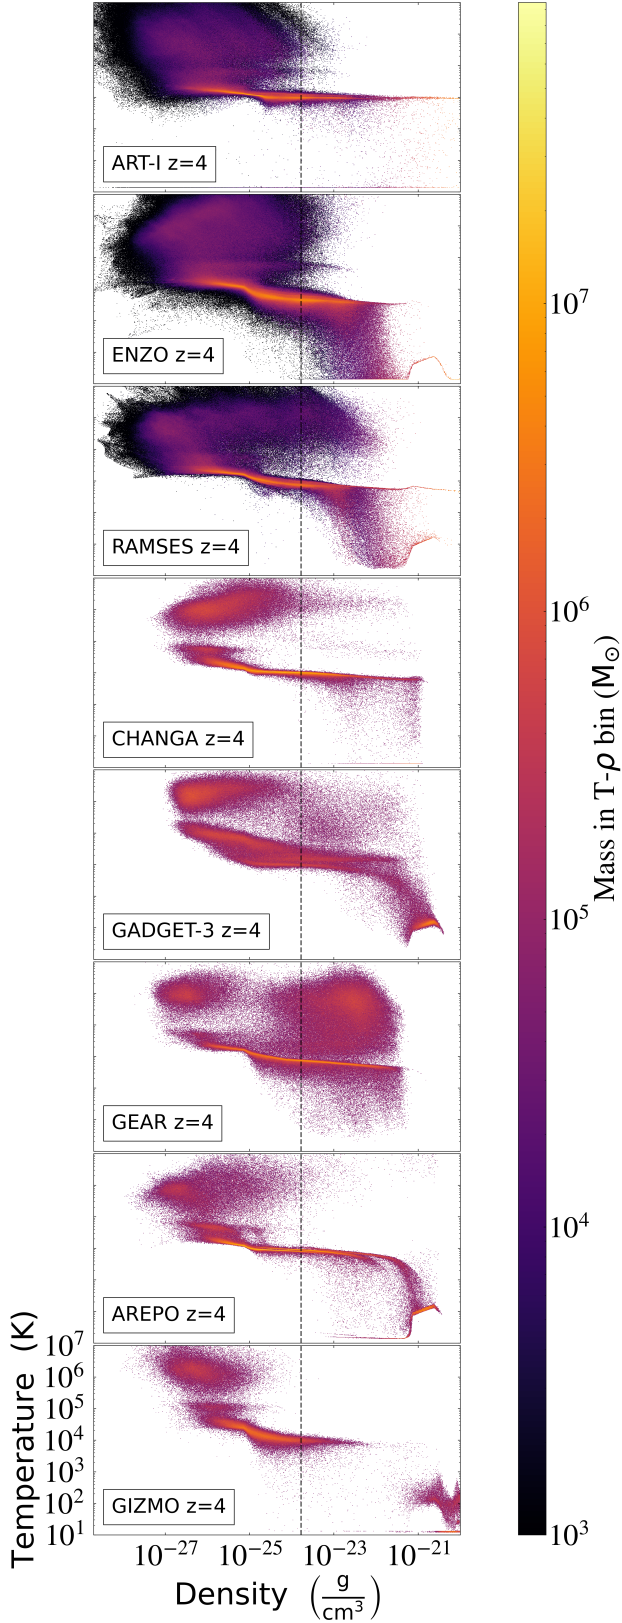 ART-I z=4
ENZO z=4
RAMSES z=4
CHANGA z=4
GADGET-3 z=4
GEAR z=4
AREPO z=4
GIZMO z=4
10^7
10^6
10^5
10^4
10^3
10^2
10^1
Temperature (K)
10^−27 10^−25 10^−23 10^−21
Density (g/cm^3)
10^7
10^6
10^5
10^4
10^3
Mass in T-ρ bin (M_⊙)